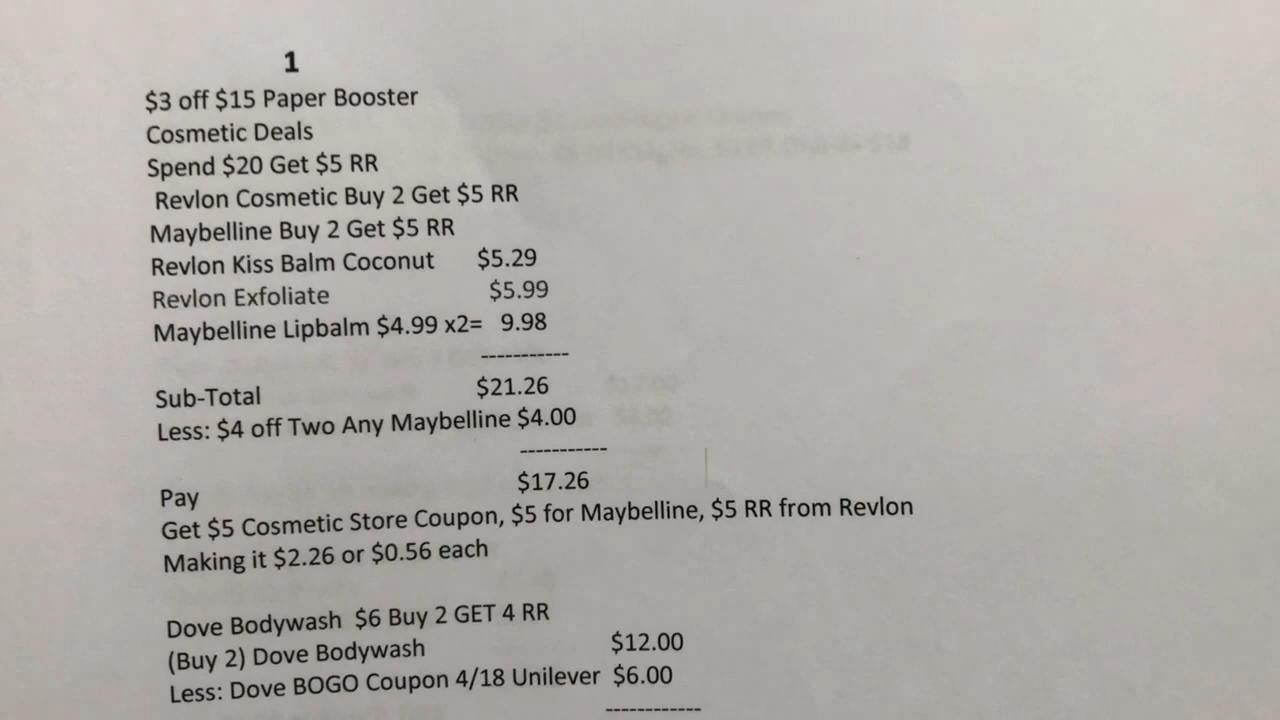 1
$3 off $15 Paper Booster
Cosmetic Deals
Spend $20 Get $5 RR
Revlon Cosmetic Buy 2 Get $5 RR
Maybelline Buy 2 Get $5 RR
Revlon Kiss Balm Coconut $5.29
Revlon Exfoliate $5.99
Maybelline Lipbalm $4.99 x2= 9.98
-----------
Sub-Total $21.26
Less: $4 off Two Any Maybelline $4.00
-----------
Pay $17.26
Get $5 Cosmetic Store Coupon, $5 for Maybelline, $5 RR from Revlon
Making it $2.26 or $0.56 each
Dove Bodywash $6 Buy 2 GET 4 RR
(Buy 2) Dove Bodywash $12.00
Less: Dove BOGO Coupon 4/18 Unilever $6.00
------------